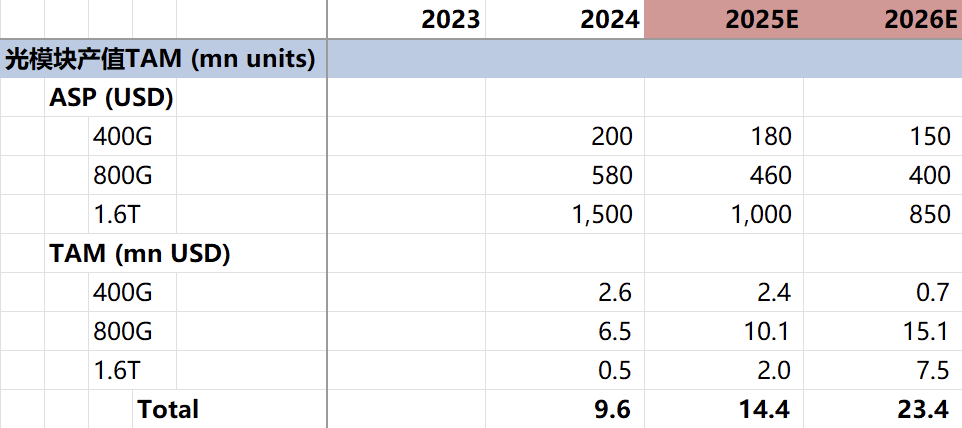 2023 2024 2025E 2026E
光模块产值TAM (mn units)
ASP (USD)
400G 200 180 150
800G 580 460 400
1.6T 1,500 1,000 850
TAM (mn USD)
400G 2.6 2.4 0.7
800G 6.5 10.1 15.1
1.6T 0.5 2.0 7.5
Total 9.6 14.4 23.4